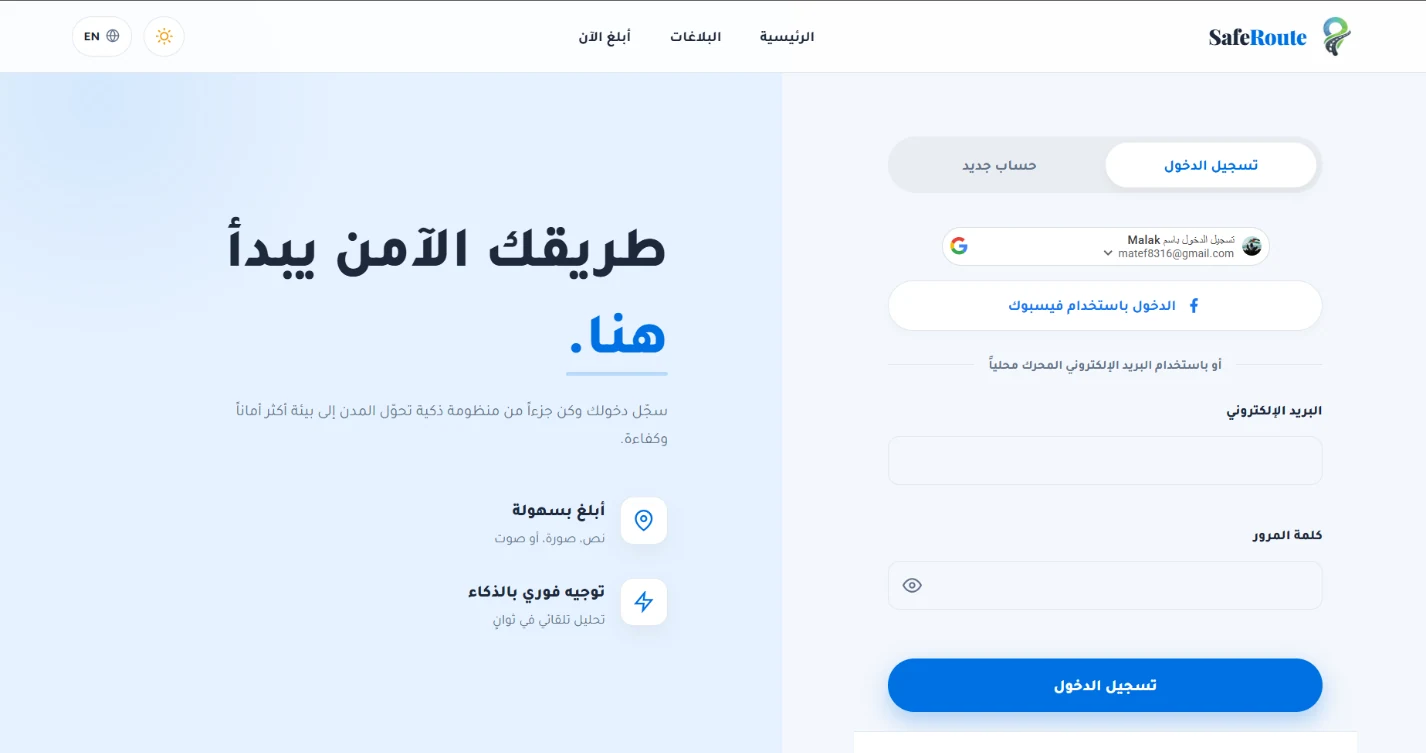 SafeRoute
الرئيسية
البلاغات
أبلغ الآن
EN
تسجيل الدخول
حساب جديد
تسجيل الدخول باسم Malak
matef8316@gmail.com
الدخول باستخدام فيسبوك
أو باستخدام البريد الإلكتروني المحرك محلياً
البريد الإلكتروني
كلمة المرور
تسجيل الدخول
طريقك الآمن يبدأ
هنا.
سجّل دخولك وكن جزءاً من منظومة ذكية تحوّل المدن إلى بيئة أكثر أماناً
وكفاءة.
أبلغ بسهولة
نص، صورة، أو صوت
توجيه فوري بالذكاء
تحليل تلقائي في ثوانٍ